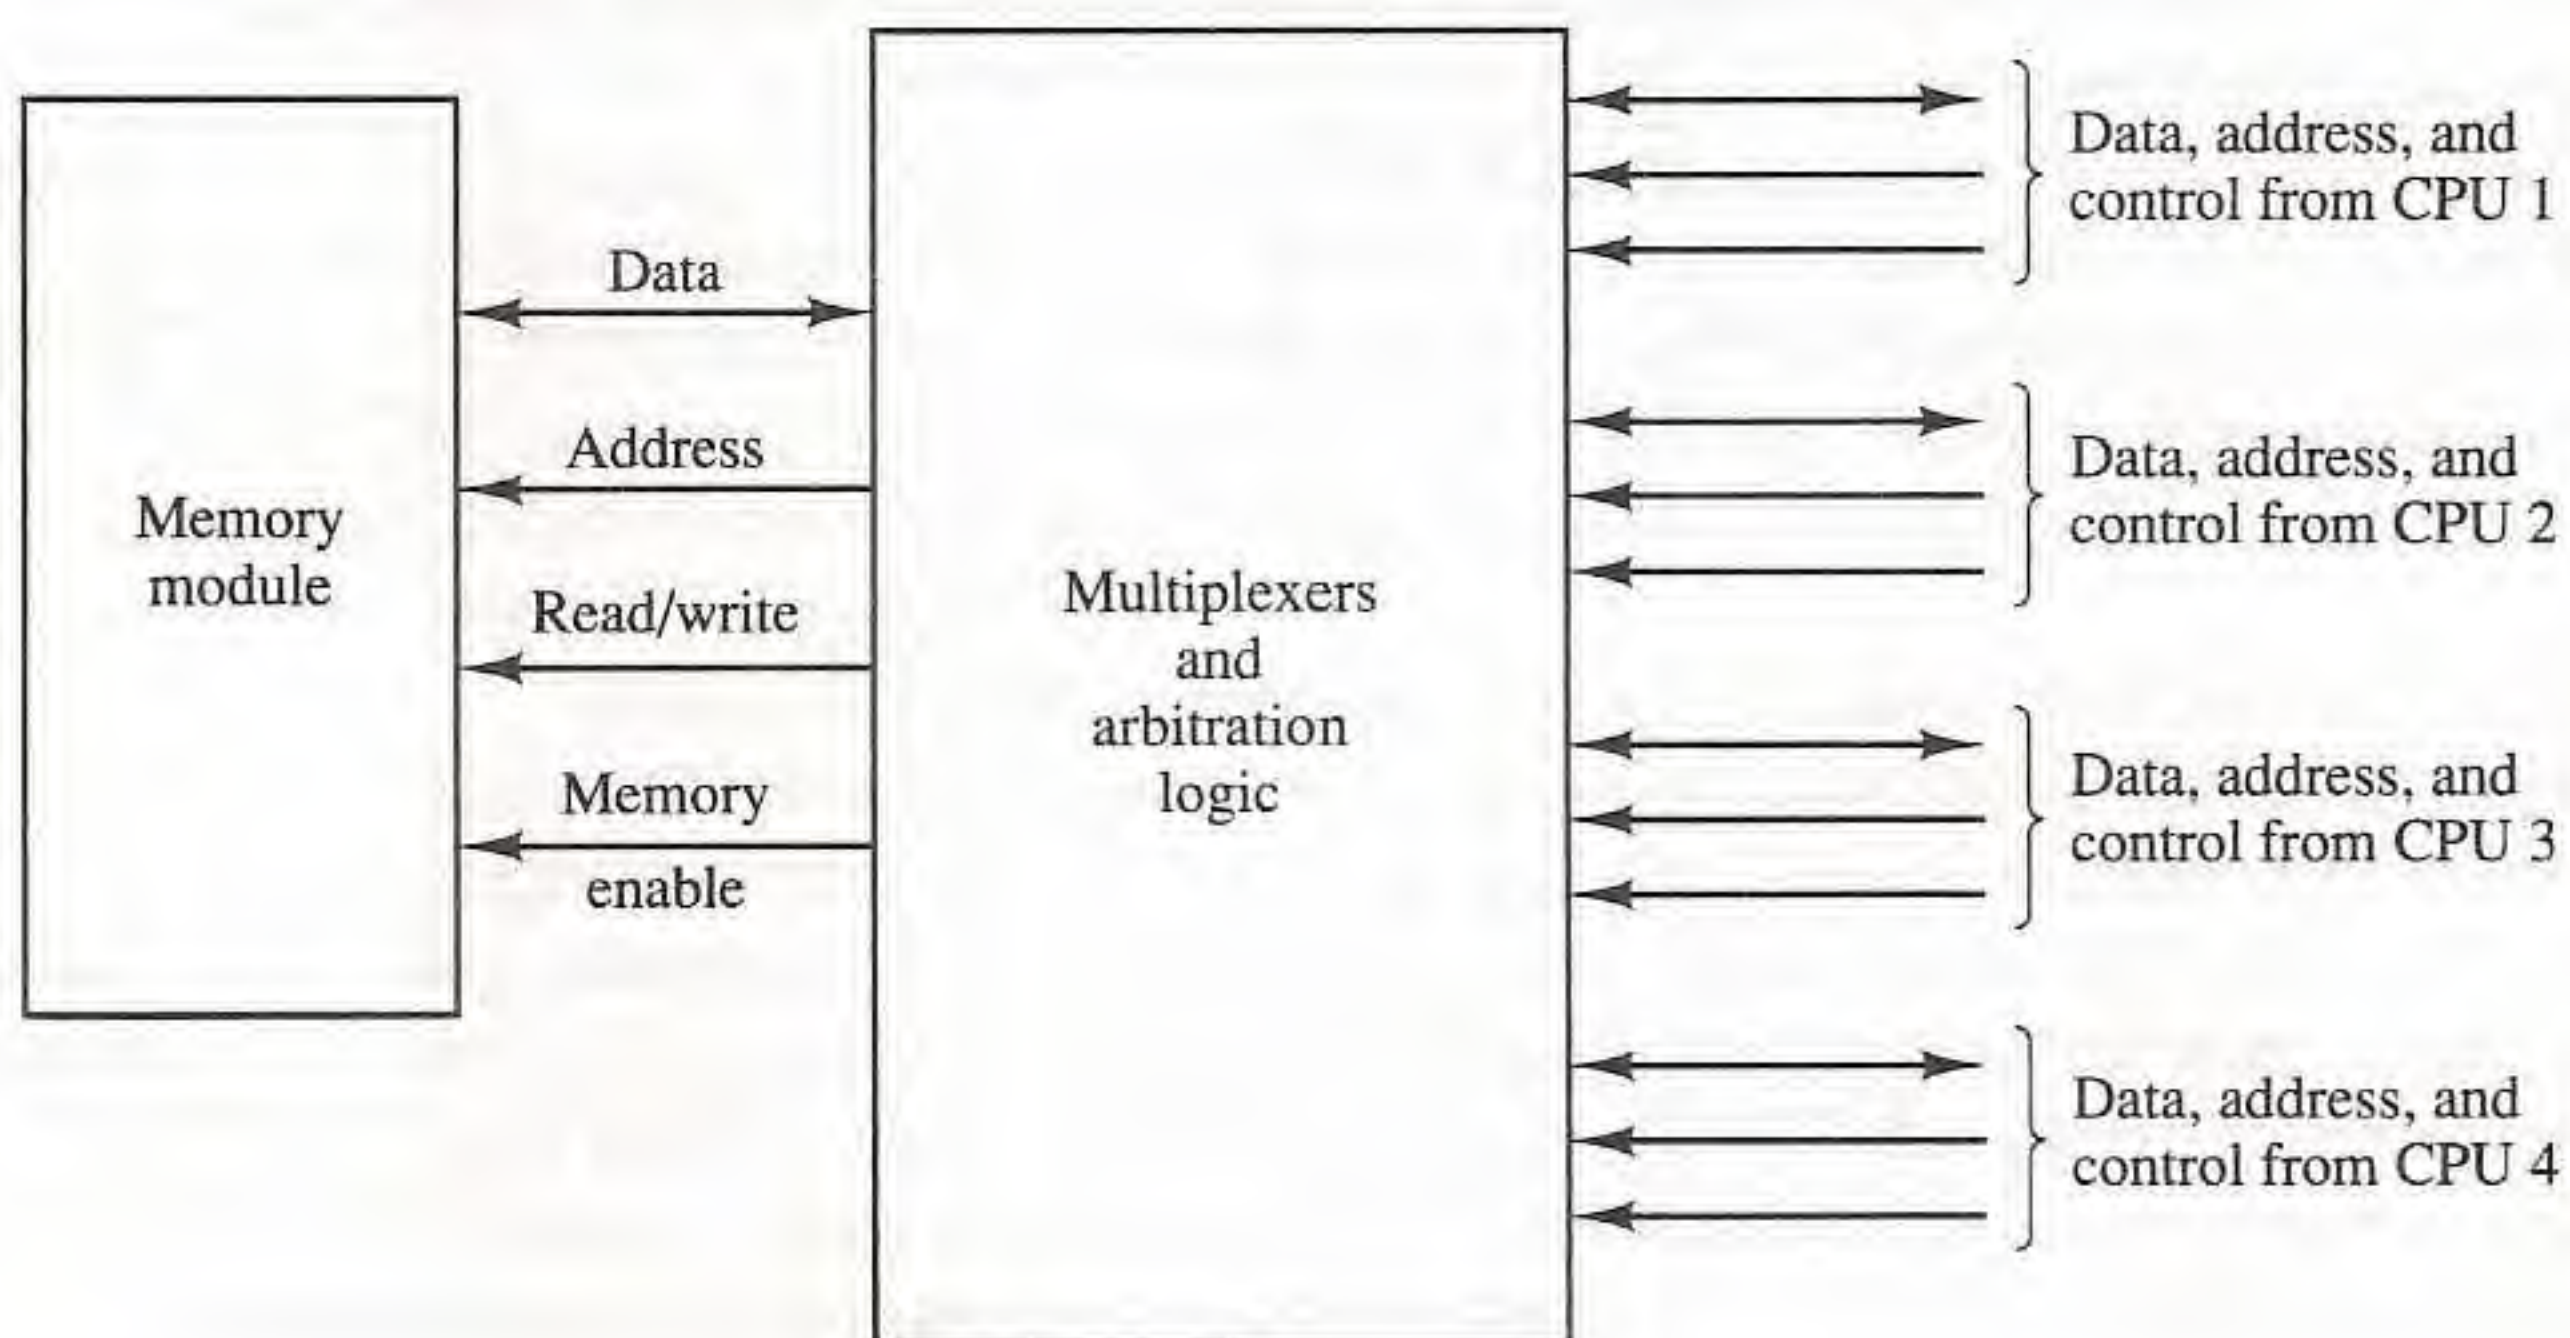 Data
Address
Read/write
Memory
enable
Memory
module
Multiplexers
and
arbitration
logic
Data, address, and
control from CPU 1
Data, address, and
control from CPU 2
Data, address, and
control from CPU 3
Data, address, and
control from CPU 4